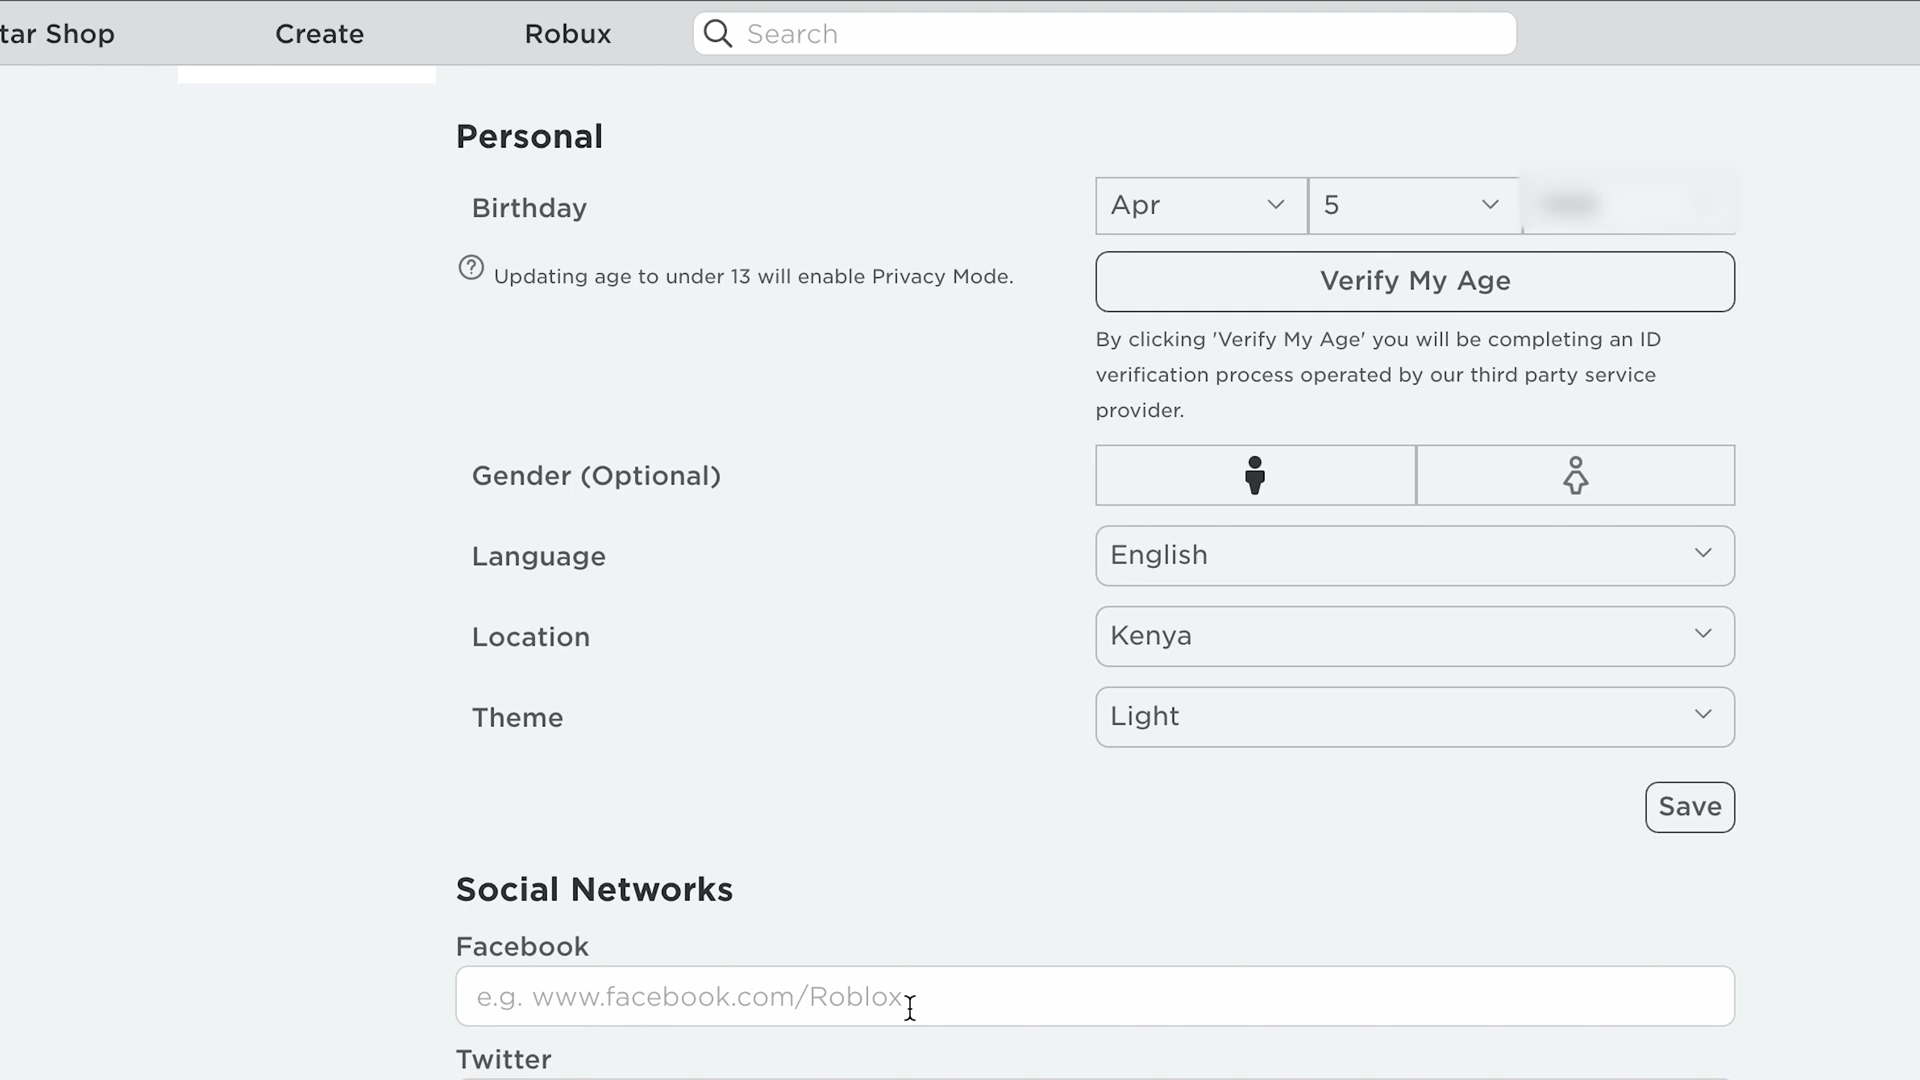 tar Shop Create Robux Search
Personal
Birthday Apr 5
Updating age to under 13 will enable Privacy Mode.
Verify My Age
By clicking 'Verify My Age' you will be completing an ID
verification process operated by our third party service
provider.
Gender (Optional)
Language English
Location Kenya
Theme Light
Save
Social Networks
Facebook
e.g. www.facebook.com/Roblox
Twitter